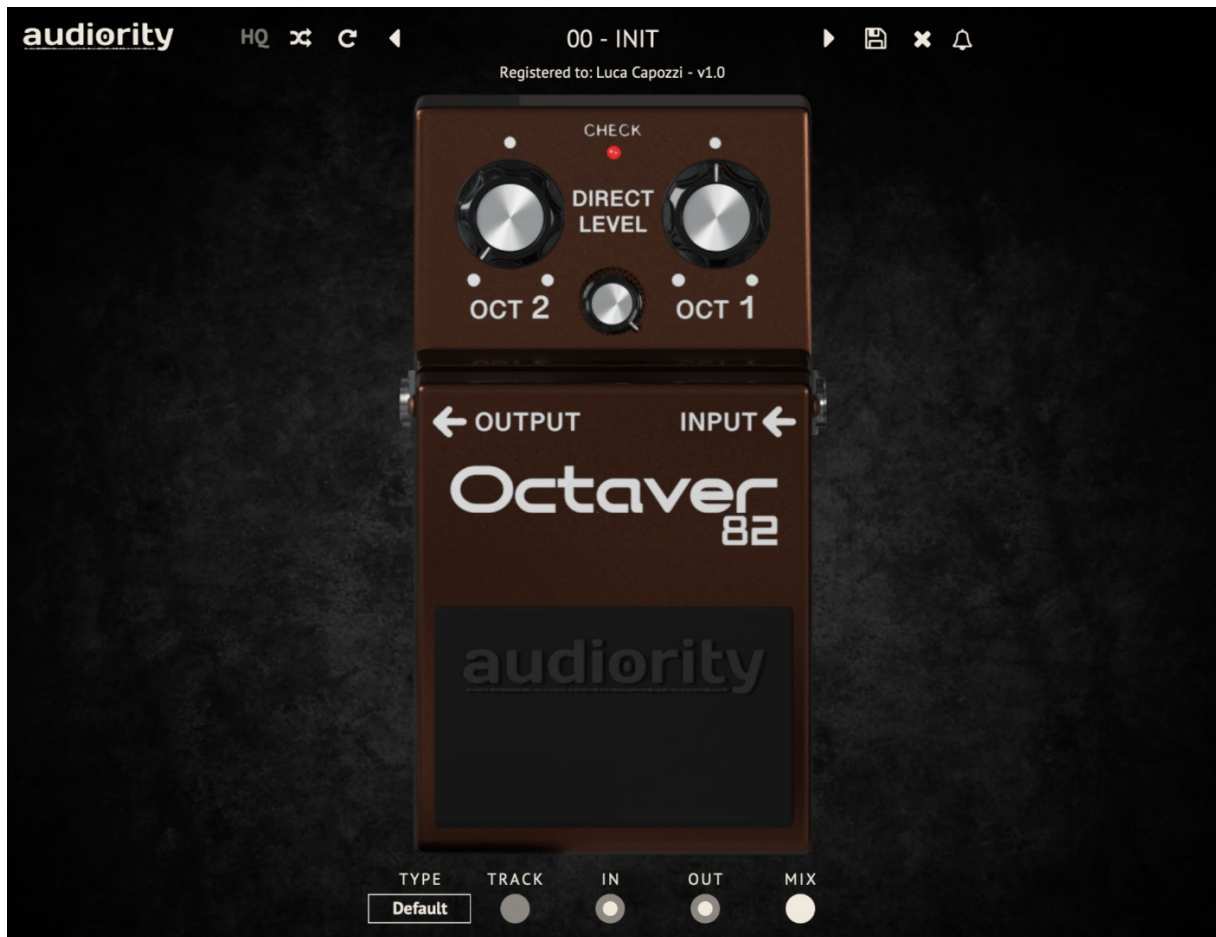 audiority
HQ
00 - INIT
Registered to: Luca Capozzi - v1.0
CHECK
DIRECT
LEVEL
OCT 2
OCT 1
OUTPUT
INPUT
Octaver
82
audiority
TYPE
TRACK
IN
OUT
MIX
Default